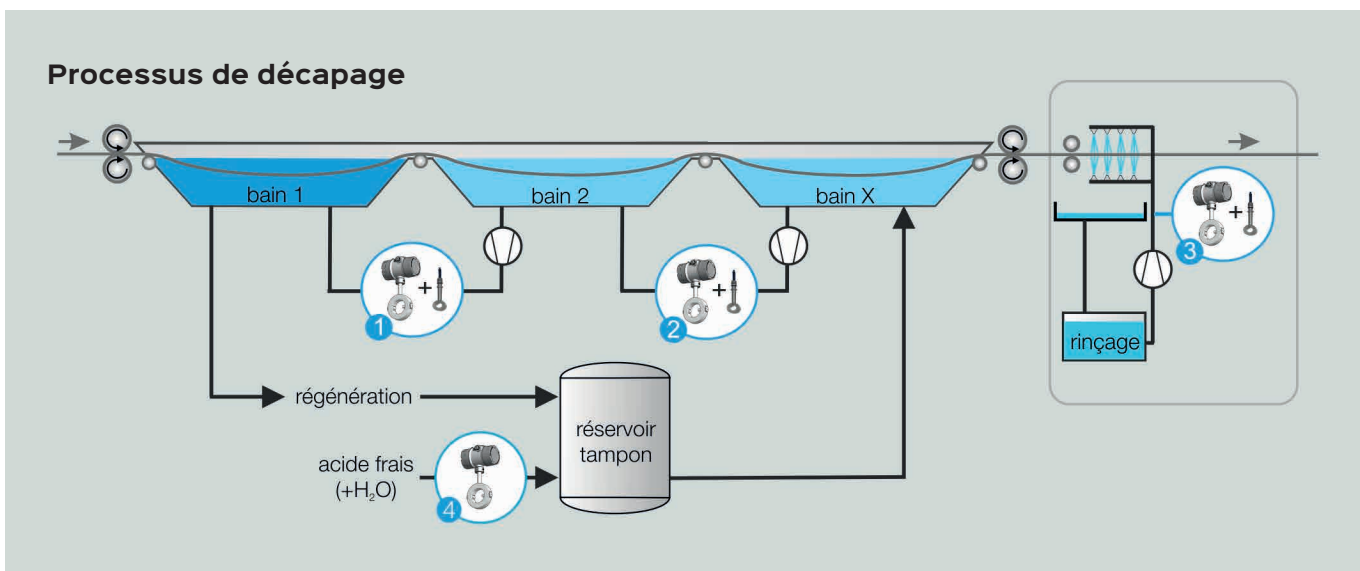 Processus de décapage
bain 1
bain 2
bain X
1
+
2
+
3
+
rinçage
régénération
réservoir
tampon
acide frais
(+H₂O)
4